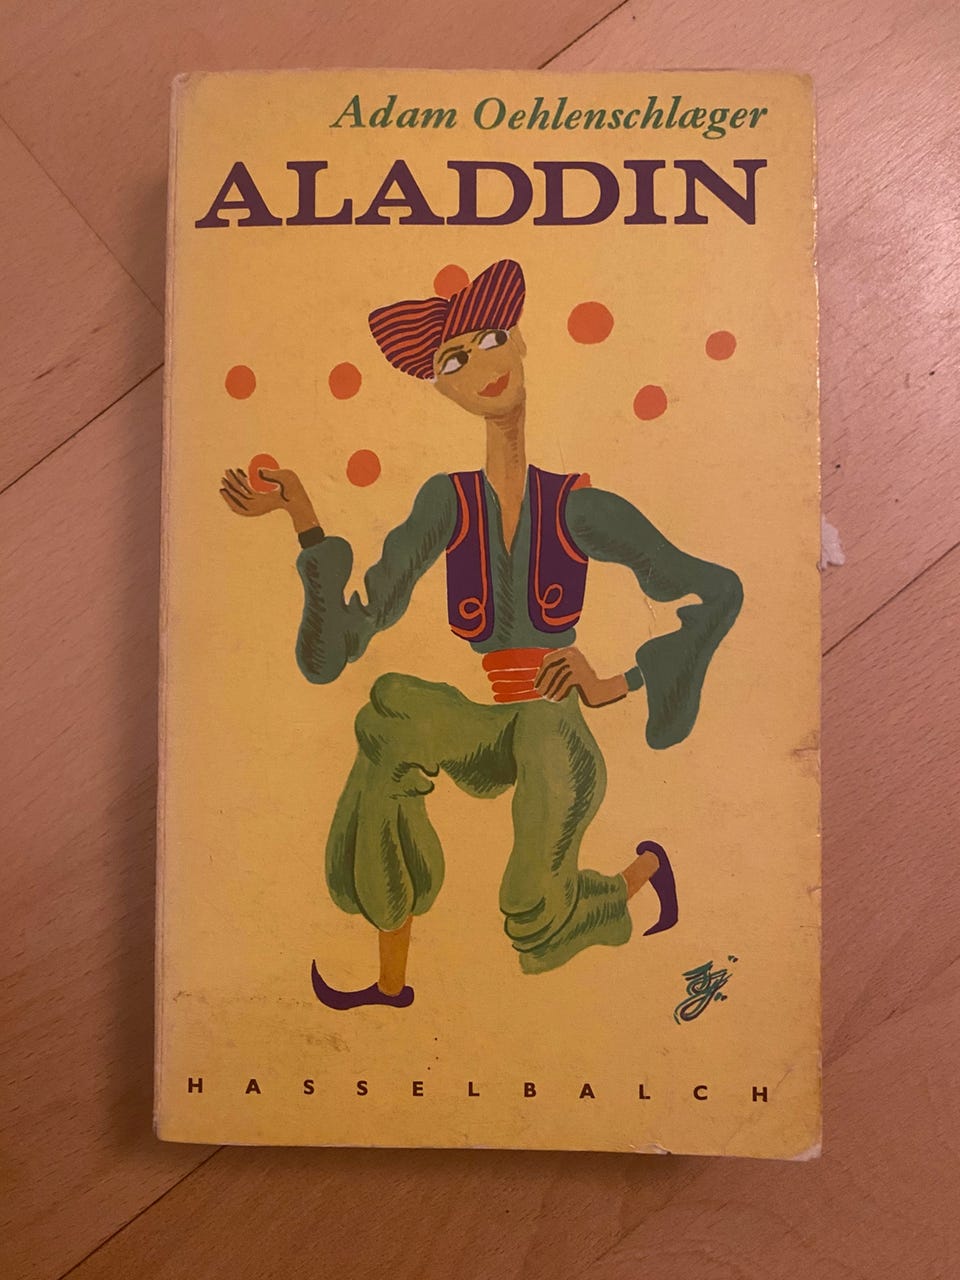 Adam Oehlenschlæger
ALADDIN
HASSELBALCH